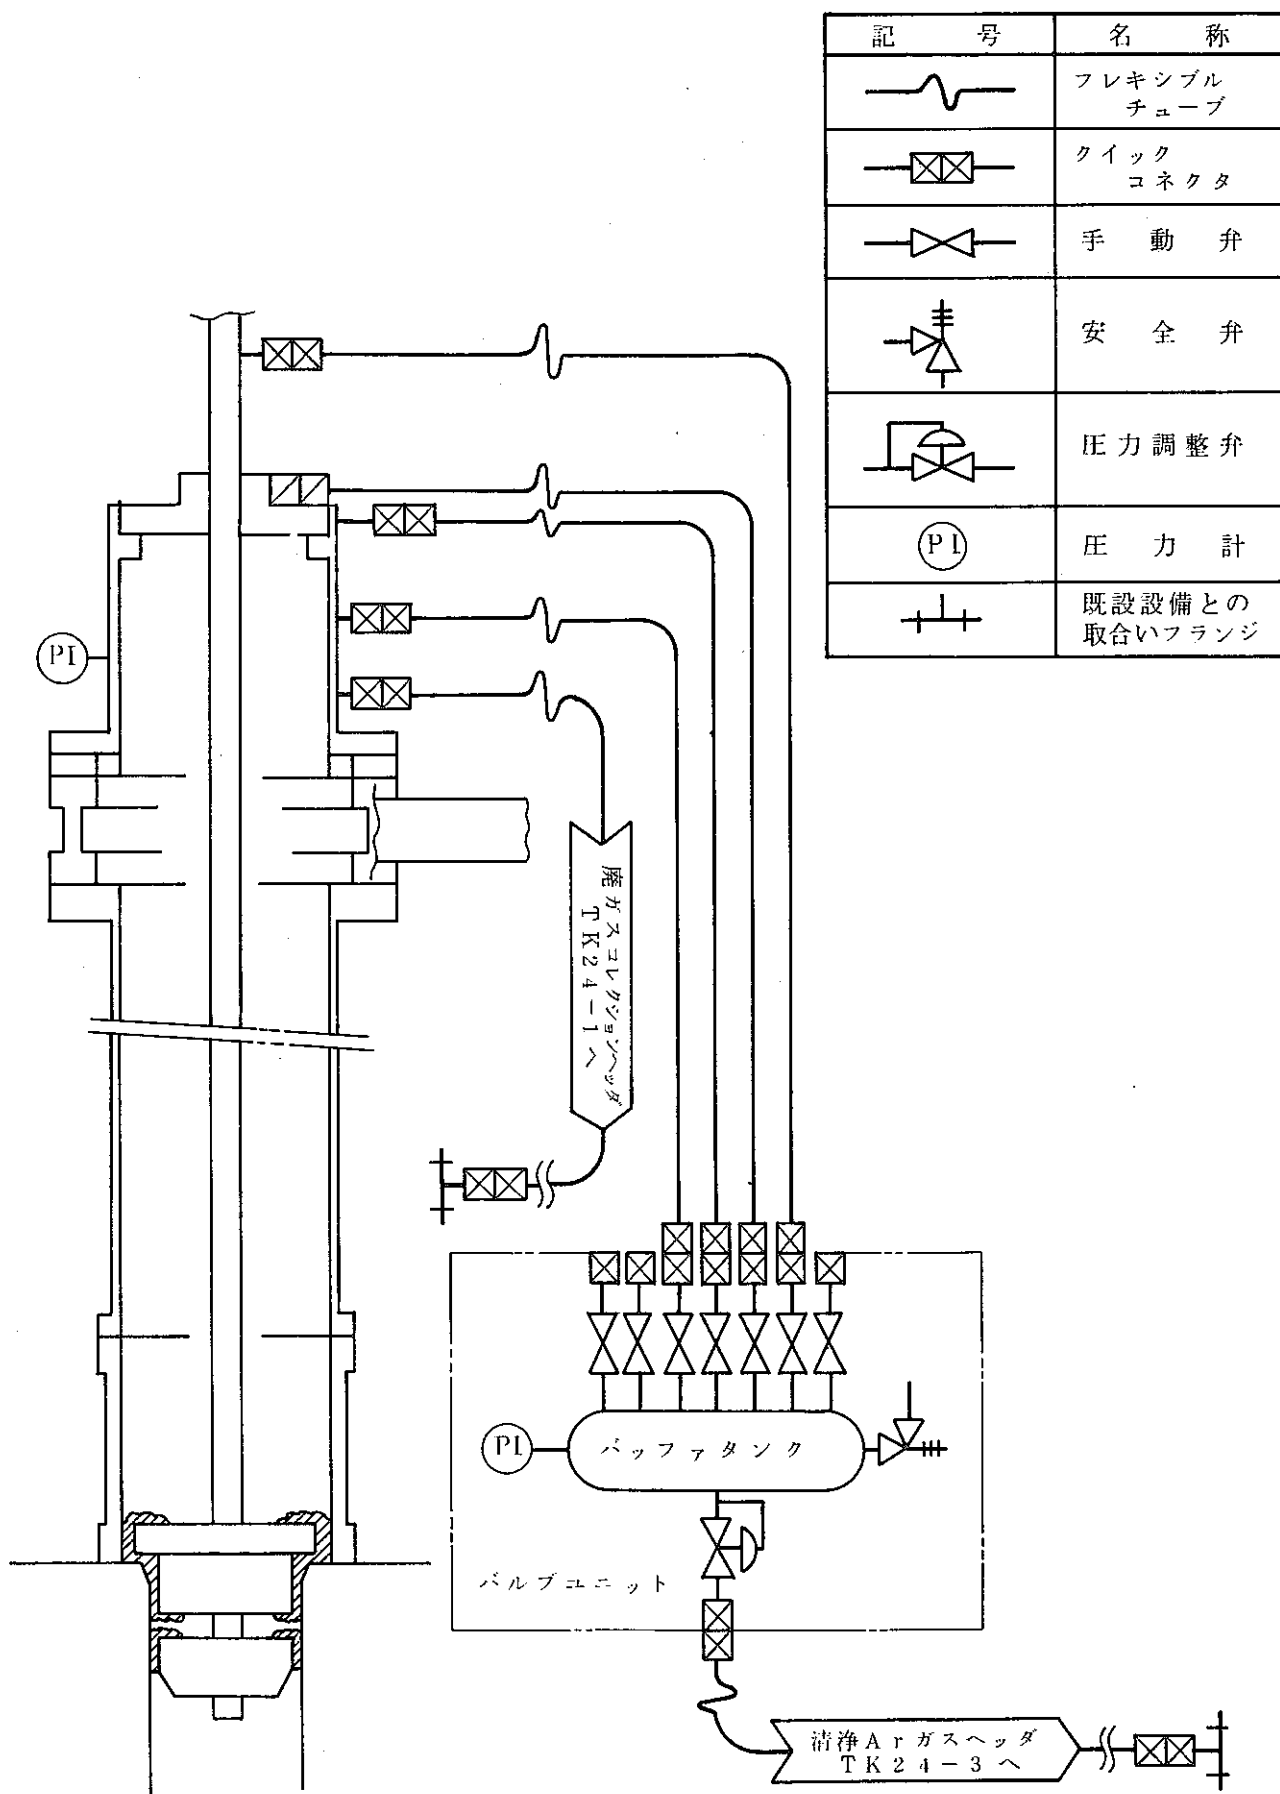 記号 名称
フレキシブル
チューブ
クイック
コネクタ
手動弁
安全弁
圧力調整弁
PI 圧力計
既設設備との
取合いフランジ
PI
廃ガスコレクションヘッダ
TK24-1へ
PI
バッファタンク
バルブユニット
清浄Arガスヘッダ
TK24-3へ